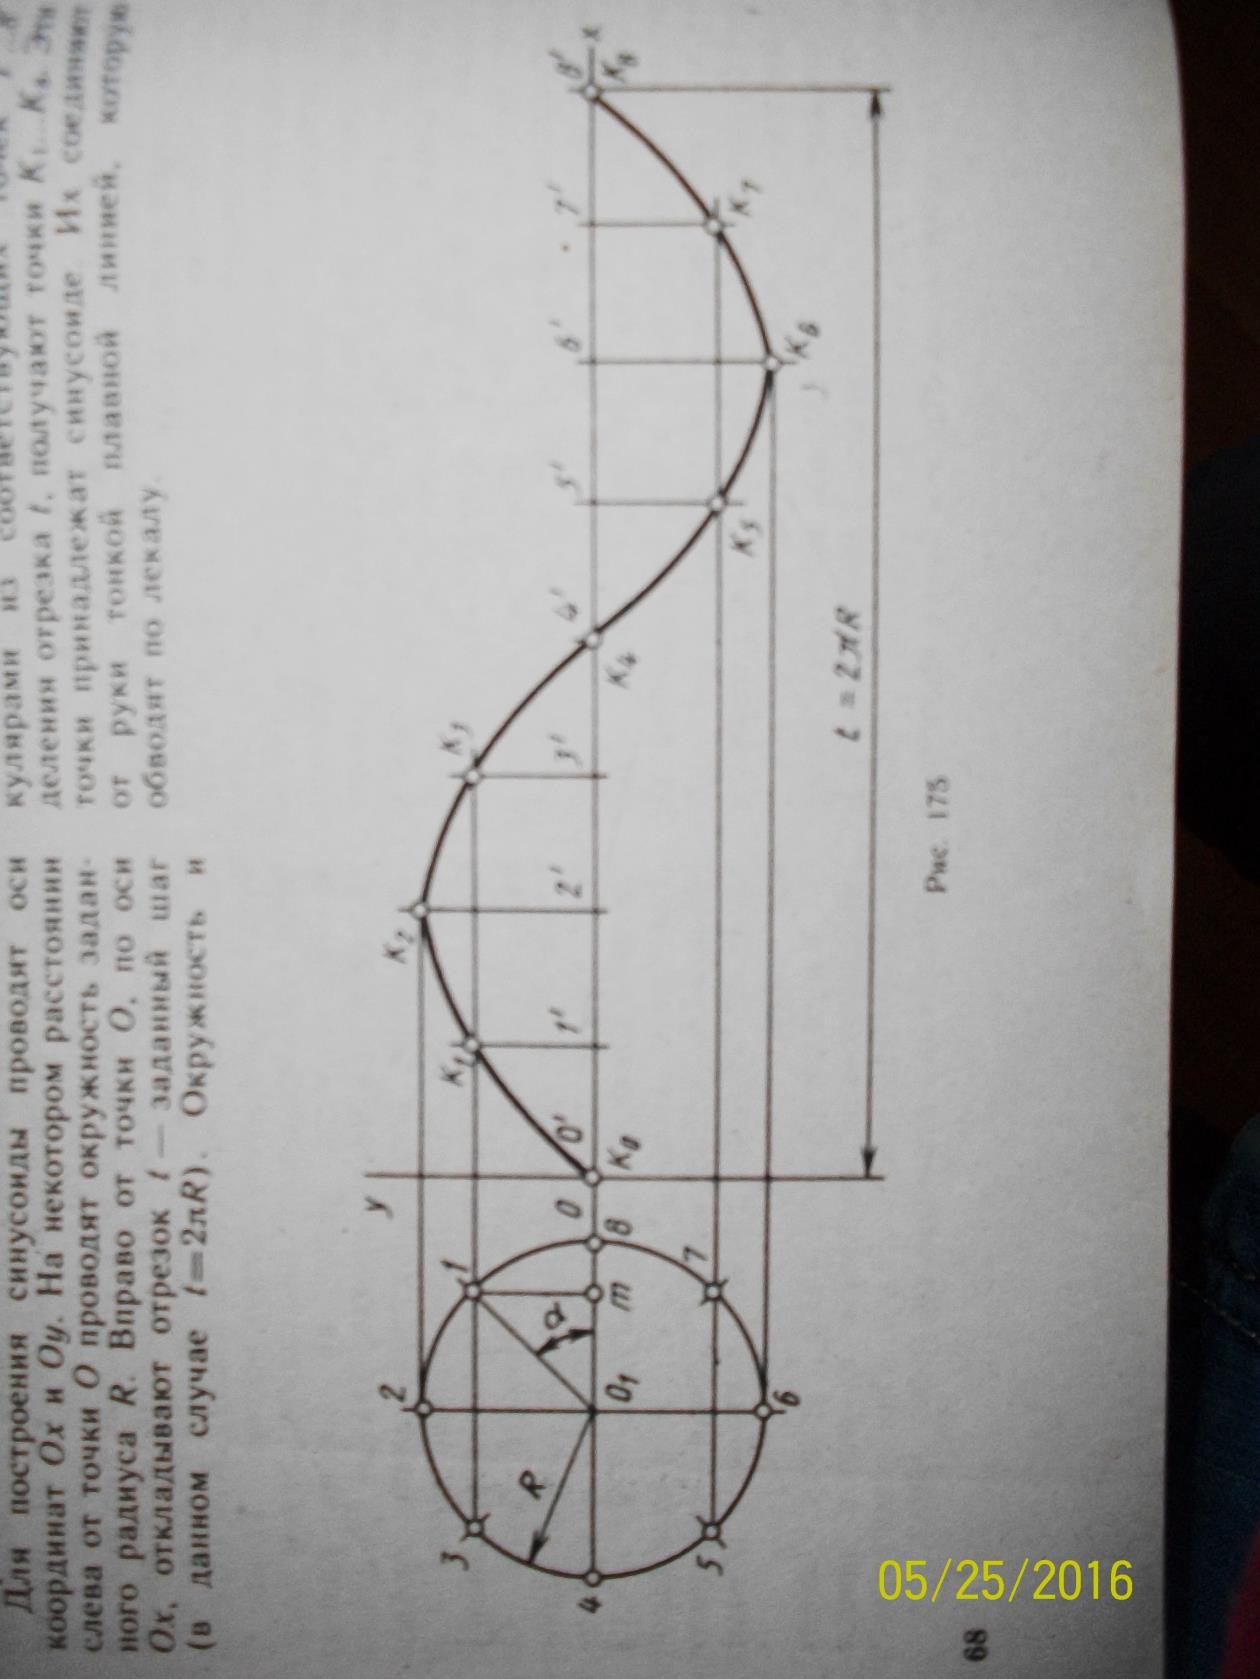 Для построения синусоиды проводят оси
координат Ox и Oy. На некотором расстоянии
слева от точки O проводят окружность задан-
ного радиуса R. Вправо от точки O, по оси
Ox, откладывают отрезок t — заданный шаг
(в данном случае t=2πR). Окружность и
кулярами из соответствующих точек
деления отрезка t, получают точки K₁...K₈. Эти
точки принадлежат синусоиде. Их соединяют
от руки тонкой плавной линией, которую
обводят по лекалу.
y
2
K₂
3
1
K₁
K₃
R
α
0
0'
1'
2'
3'
4'
5'
6'
7'
8'
x
4
O₁
m
8
K₀
K₄
K₈
5
7
K₅
K₇
6
K₆
t = 2πR
Рис. 175
68
05/25/2016